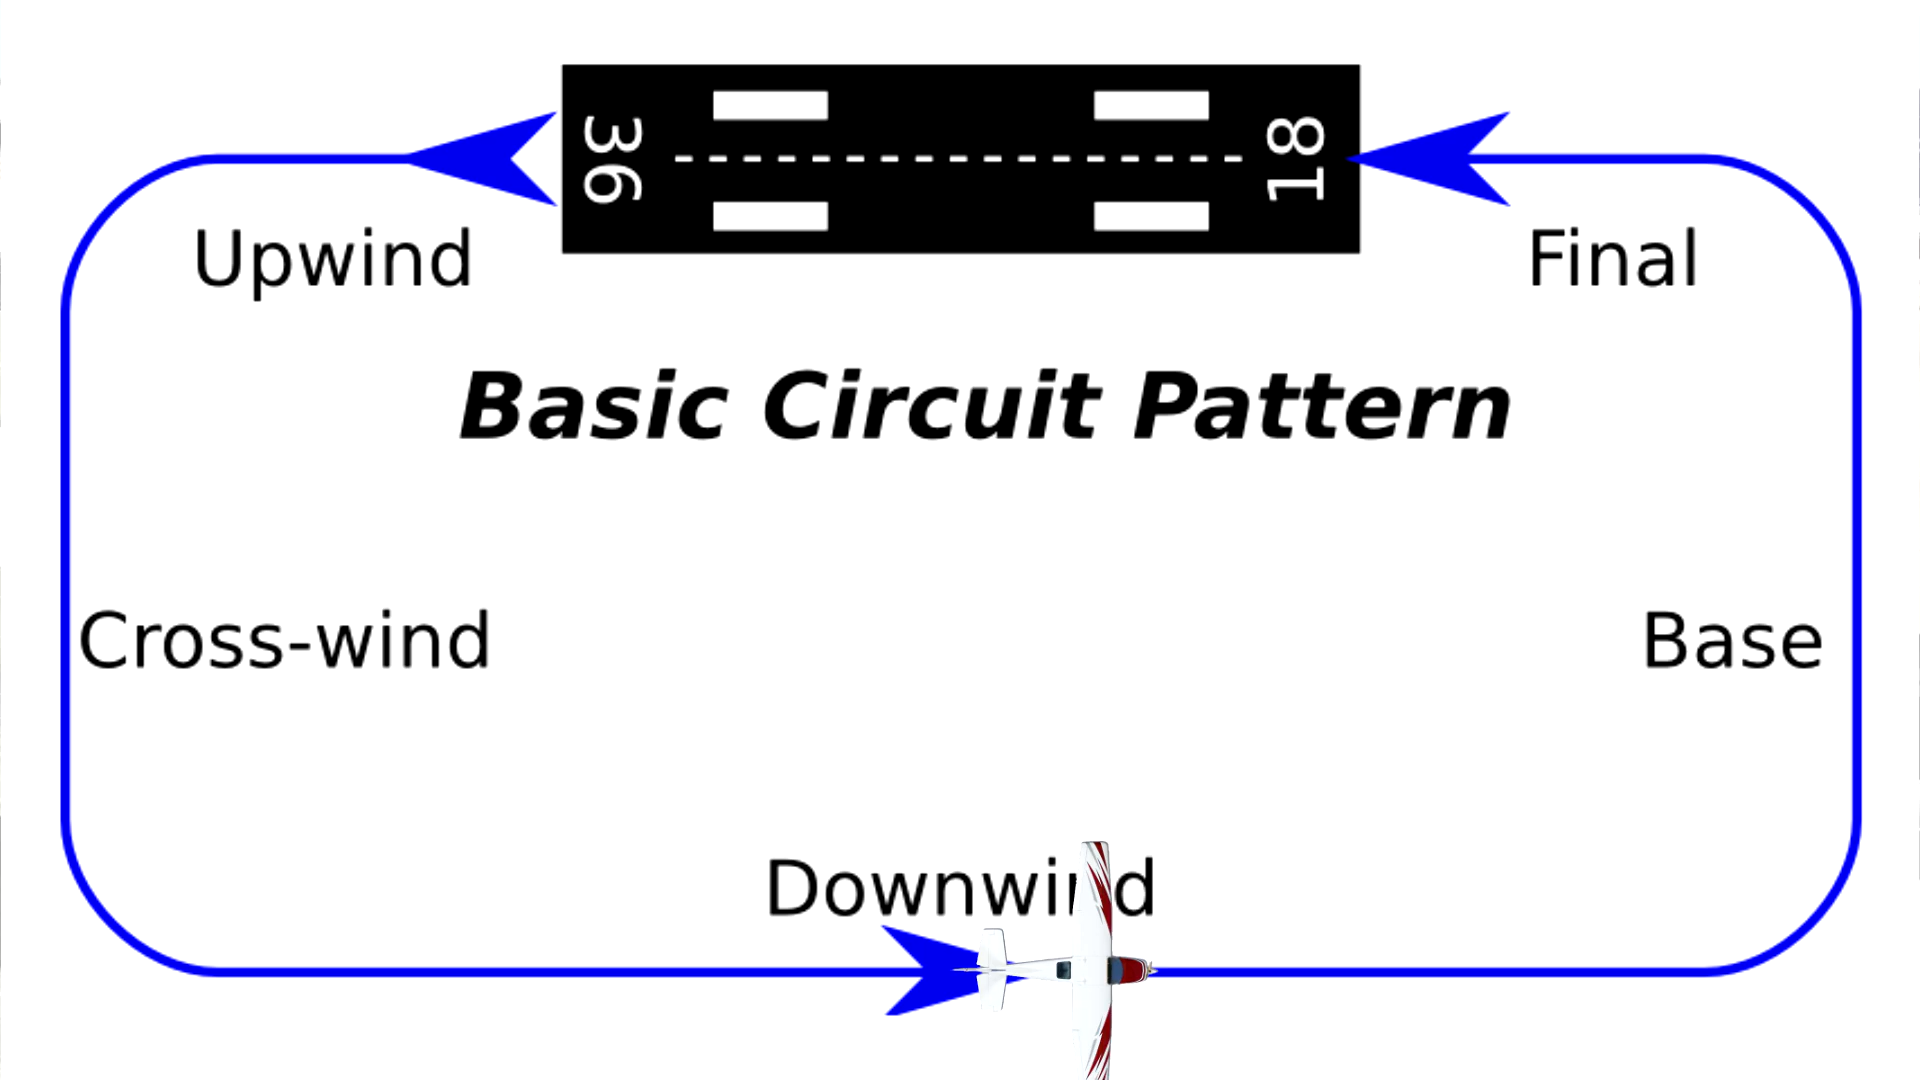 36
18
Upwind
Final
Basic Circuit Pattern
Cross-wind
Base
Downwind